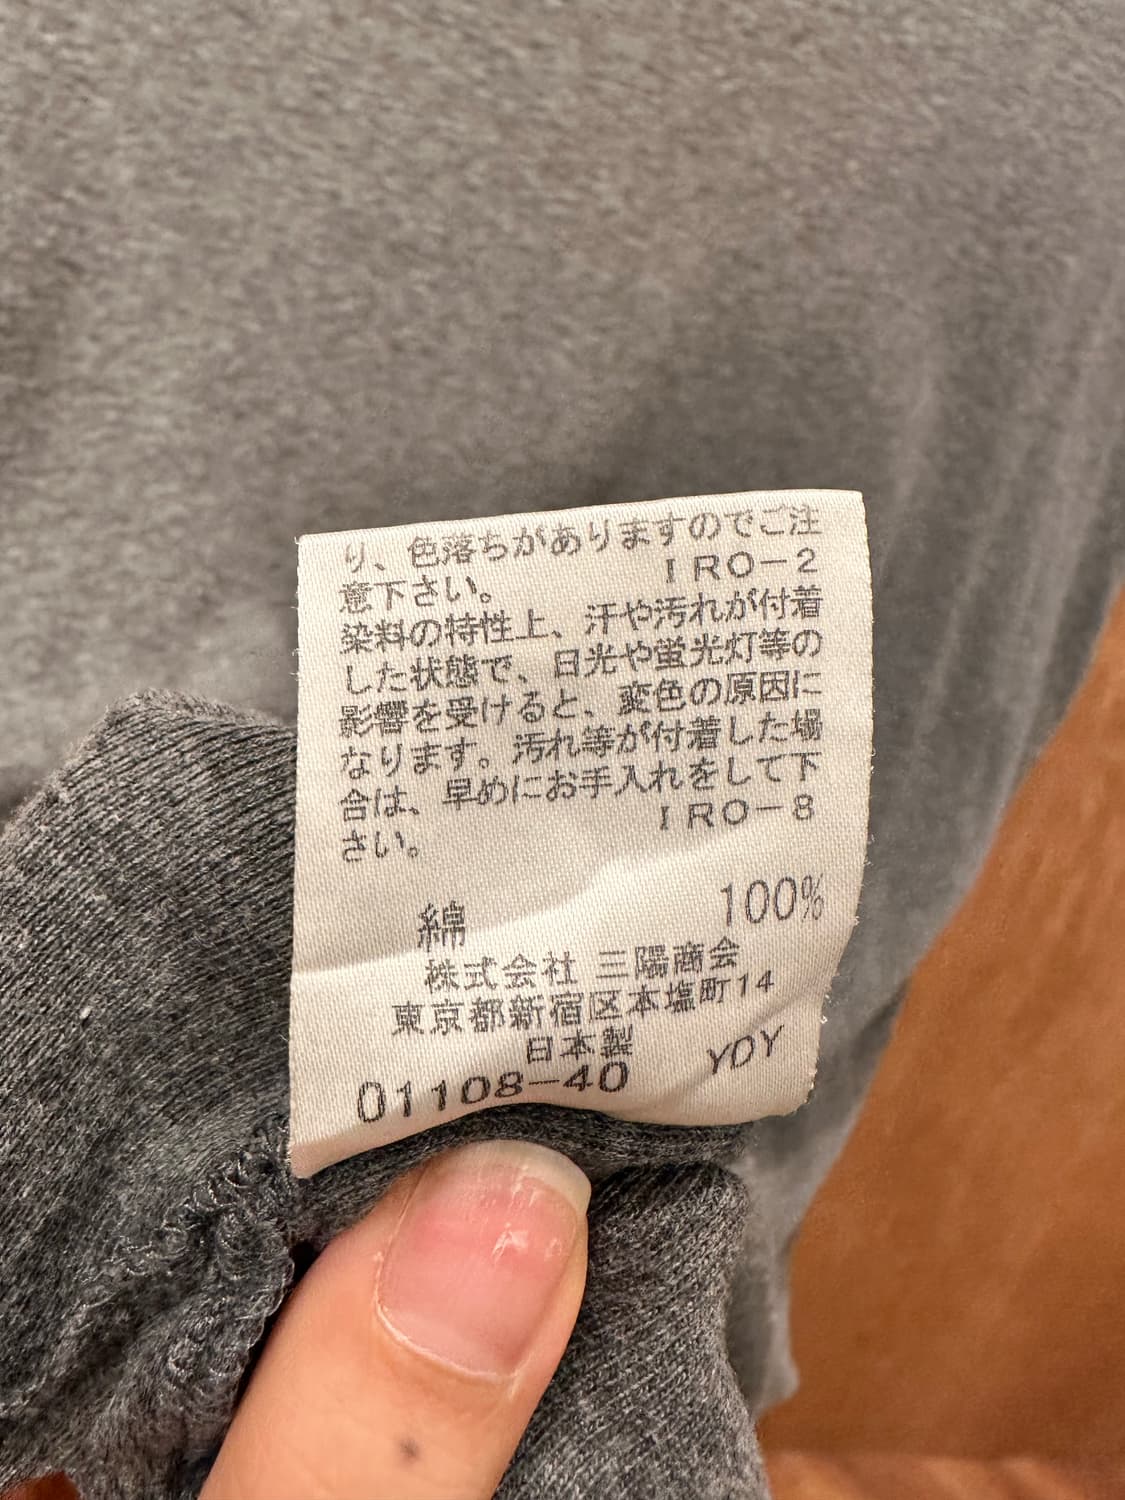 り、色落ちがありますのでご注
意下さい。 IRO-2
染料の特性上、汗や汚れが付着
した状態で、日光や蛍光灯等の
影響を受けると、変色の原因に
なります。汚れ等が付着した場
合は、早めにお手入れをして下
さい。 IRO-8
綿 100%
株式会社 三陽商会
東京都新宿区本塩町14
日本製
01108-40 YDY